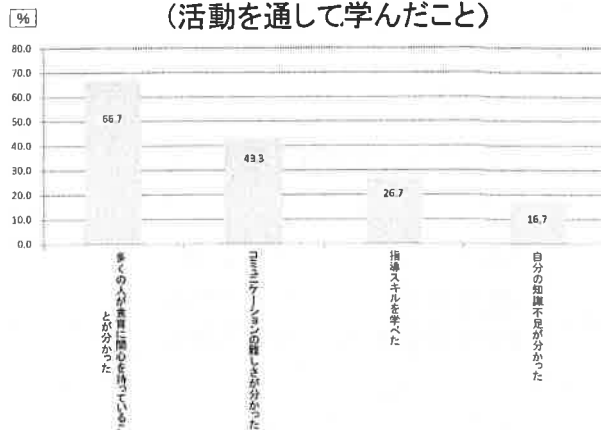 %
(活動を通して学んだこと)
80.0
70.0
60.0
50.0
40.0
30.0
20.0
10.0
0.0
66.7
43.3
26.7
16.7
多くの人が食育に関心を持っているこ
とが分かった
コミュニケーションの難しさが分かった
指導スキルを学べた
自分の知識不足が分かった